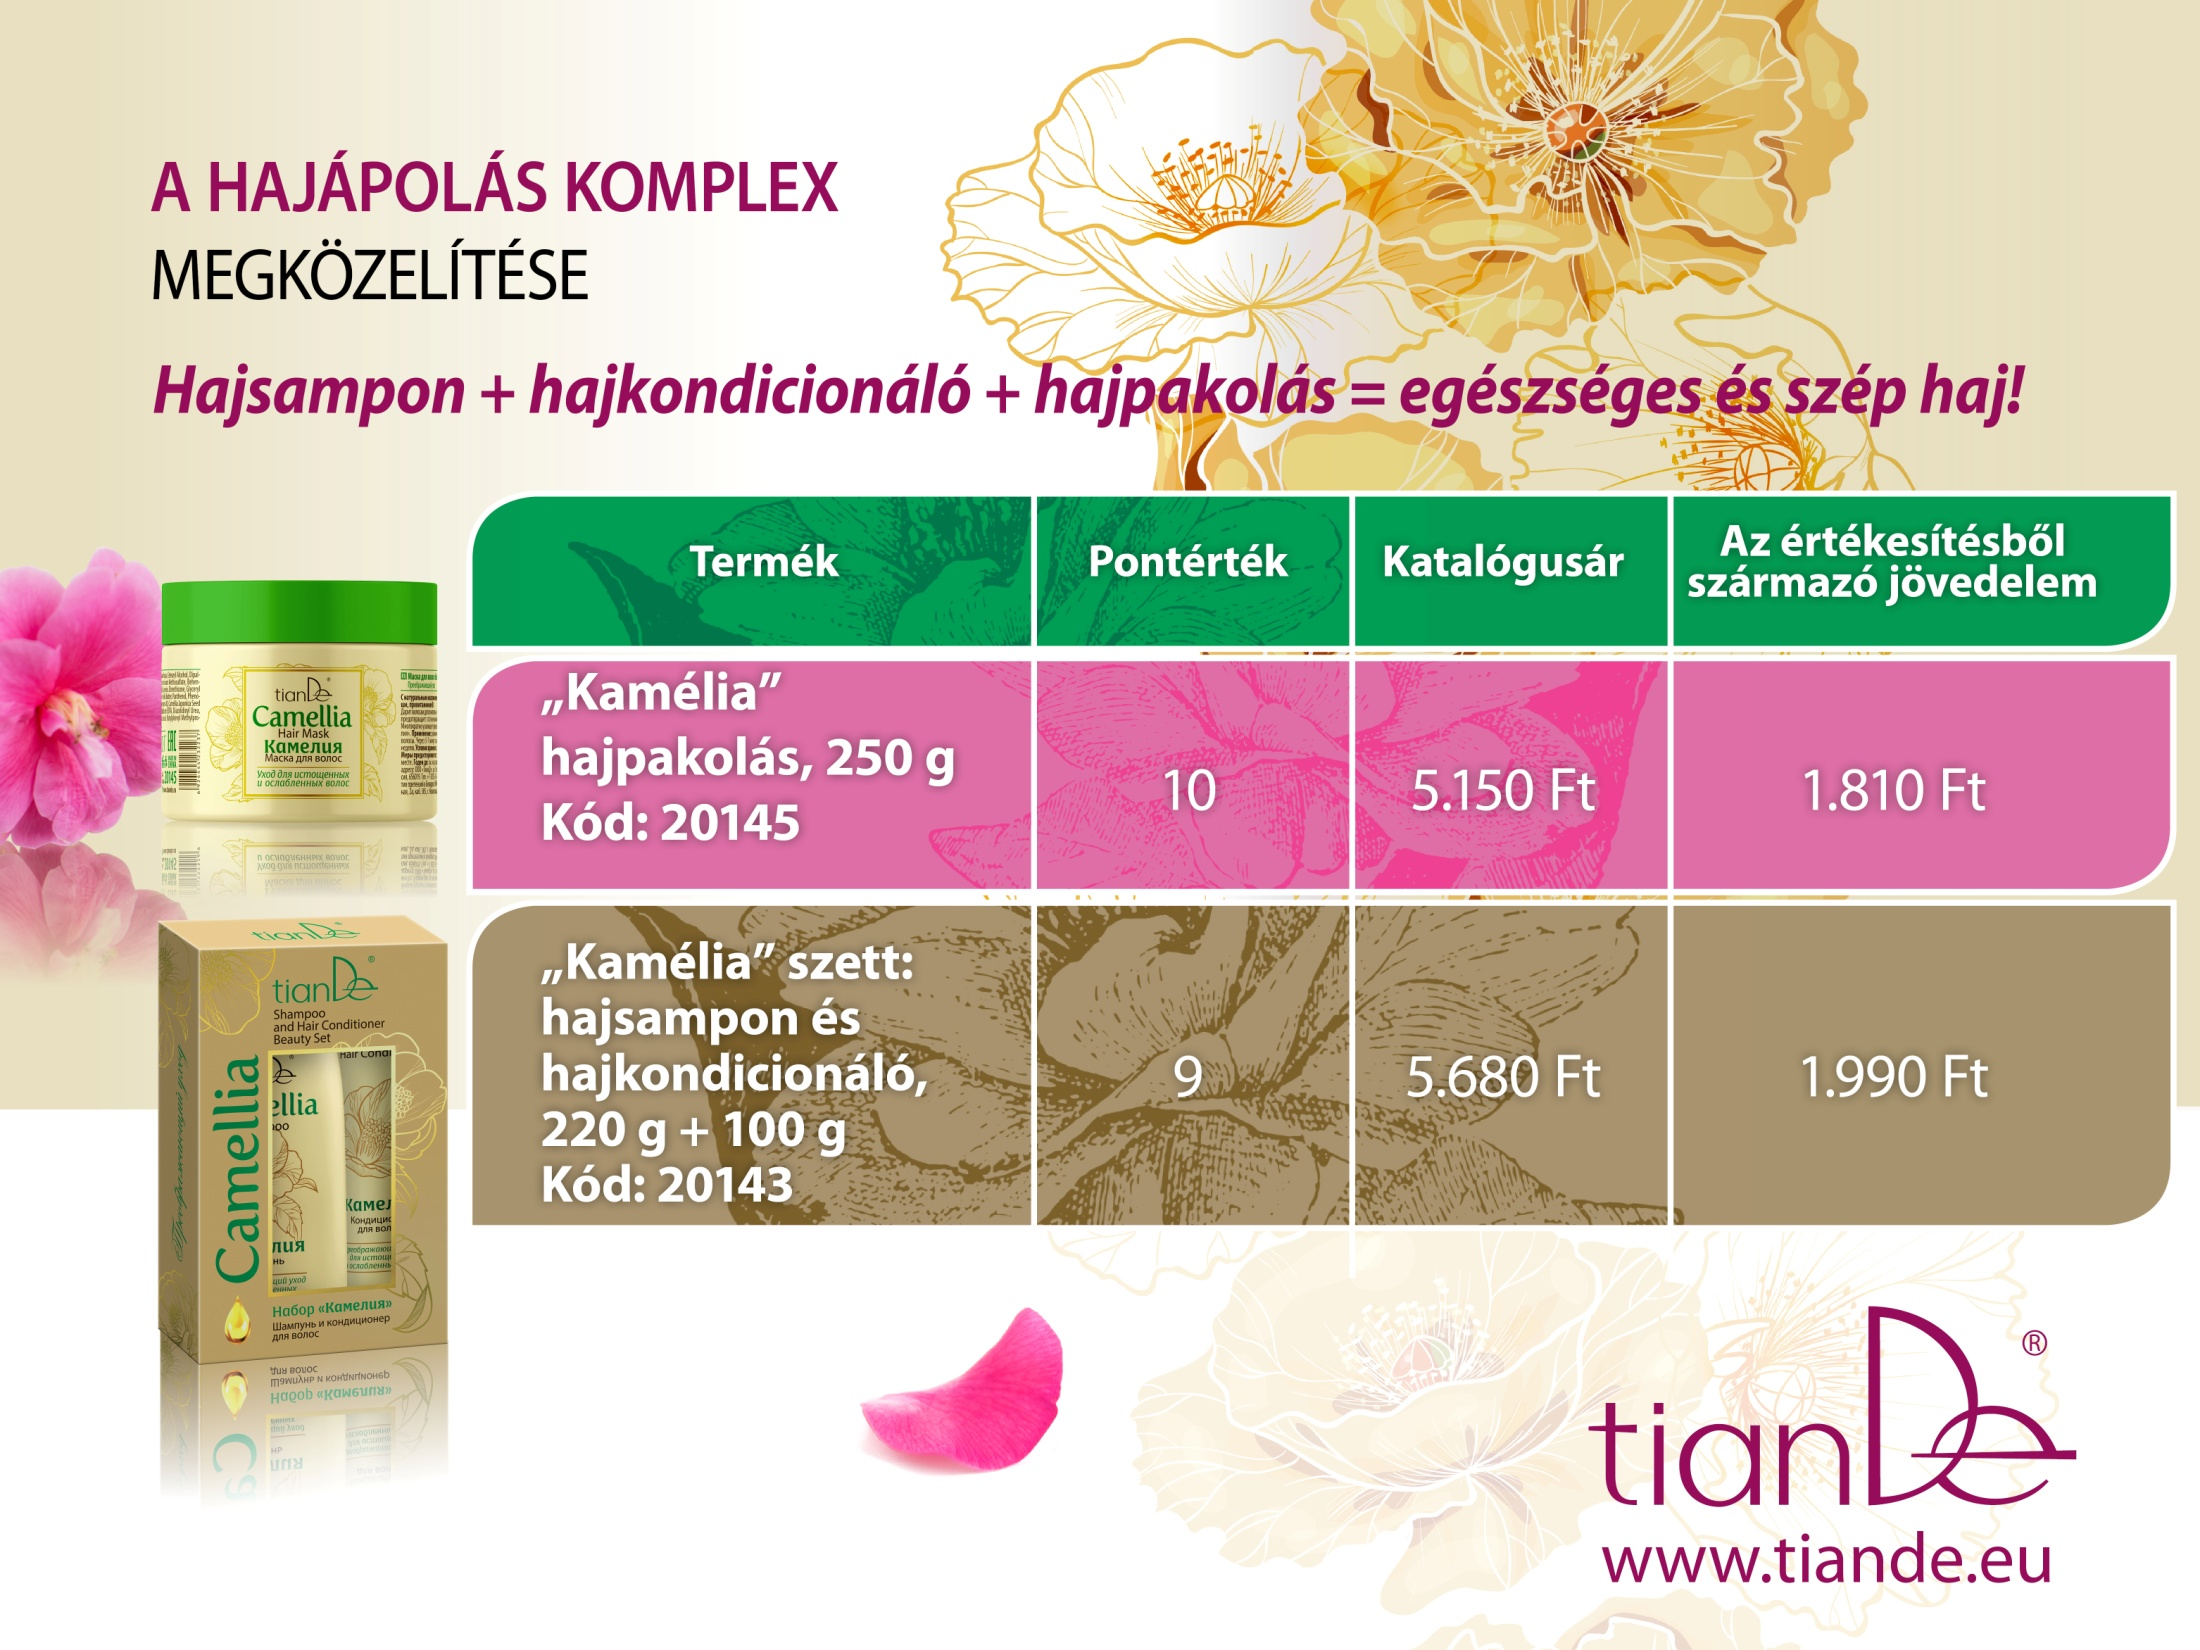 A HAJÁPOLÁS KOMPLEX
MEGKÖZELÍTÉSE
Hajsampon + hajkondicionáló + hajpakolás = egészséges és szép haj!
Termék
Pontérték
Katalógusár
Az értékesítésből
származó jövedelem
„Kamélia”
hajpakolás, 250 g
Kód: 20145
10
5.150 Ft
1.810 Ft
„Kamélia” szett:
hajsampon és
hajkondicionáló,
220 g + 100 g
Kód: 20143
9
5.680 Ft
1.990 Ft
tianDe®
Camellia
Hair Mask
Камелия
Маска для волос
Уход для истощенных
и ослабленных волос
tianDe
tianDe®
Shampoo
and Hair Conditioner
Beauty Set
Camellia
Набор «Камелия»
Шампунь и кондиционер
для волос
tianDe®
www.tiande.eu